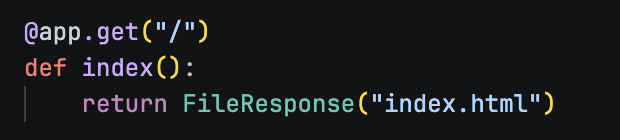 @app.get("/")
def index():
    return FileResponse("index.html")